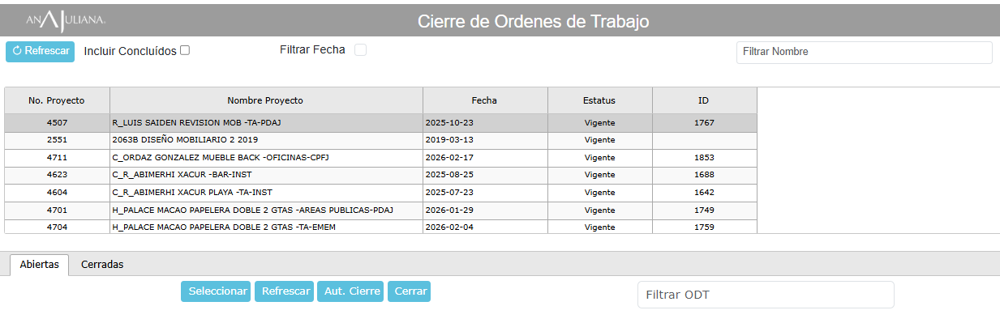 ANAJULIANA.
Cierre de Ordenes de Trabajo
Refrescar Incluir Concluídos Filtrar Fecha Filtrar Nombre
No. Proyecto Nombre Proyecto Fecha Estatus ID
4507 R_LUIS SAIDEN REVISION MOB -TA-PDAJ 2025-10-23 Vigente 1767
2551 2063B DISEÑO MOBILIARIO 2 2019 2019-03-13 Vigente
4711 C_ORDAZ GONZALEZ MUEBLE BACK -OFICINAS-CPFJ 2026-02-17 Vigente 1853
4623 C_R_ABIMERHI XACUR -BAR-INST 2025-08-25 Vigente 1688
4604 C_R_ABIMERHI XACUR PLAYA -TA-INST 2025-07-23 Vigente 1642
4701 H_PALACE MACAO PAPELERA DOBLE 2 GTAS -AREAS PUBLICAS-PDAJ 2026-01-29 Vigente 1749
4704 H_PALACE MACAO PAPELERA DOBLE 2 GTAS -TA-EMEM 2026-02-04 Vigente 1759
Abiertas Cerradas
Seleccionar Refrescar Aut. Cierre Cerrar Filtrar ODT